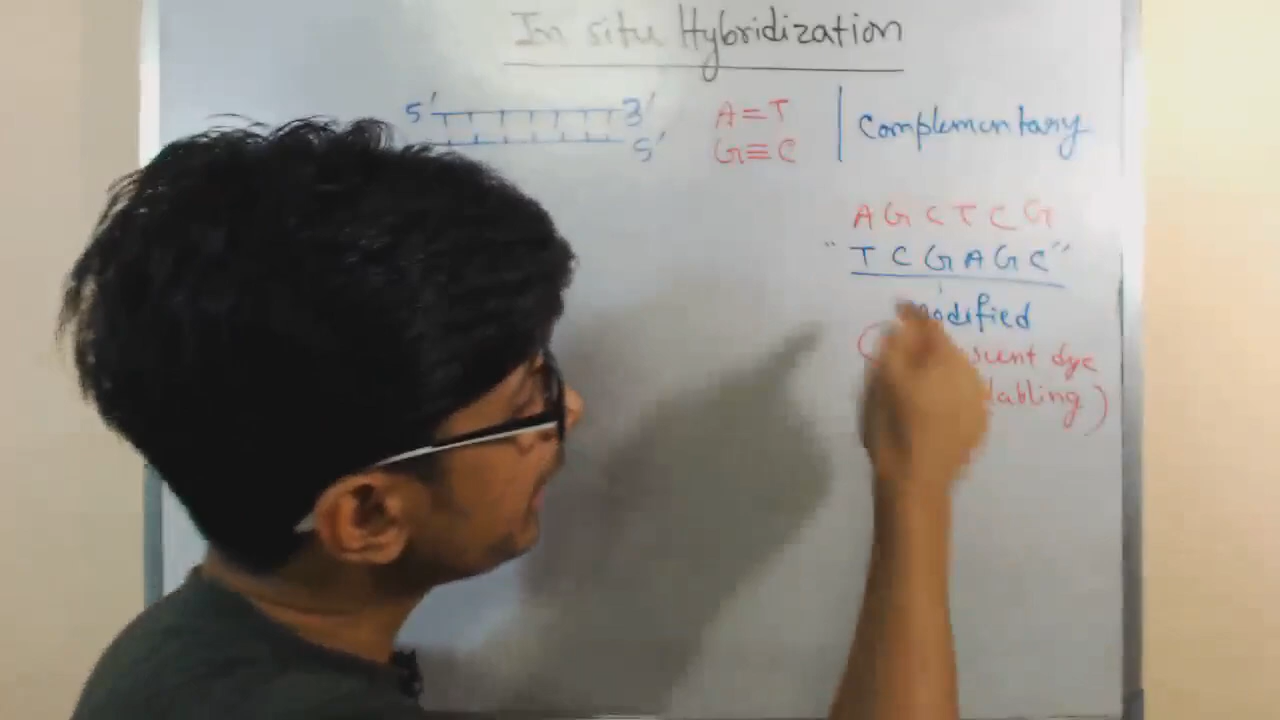 In situ Hybridization
5' 3'
5'
A=T
G≡C
Complementary
A G C T C G
"T C G A G C"
modified
dye